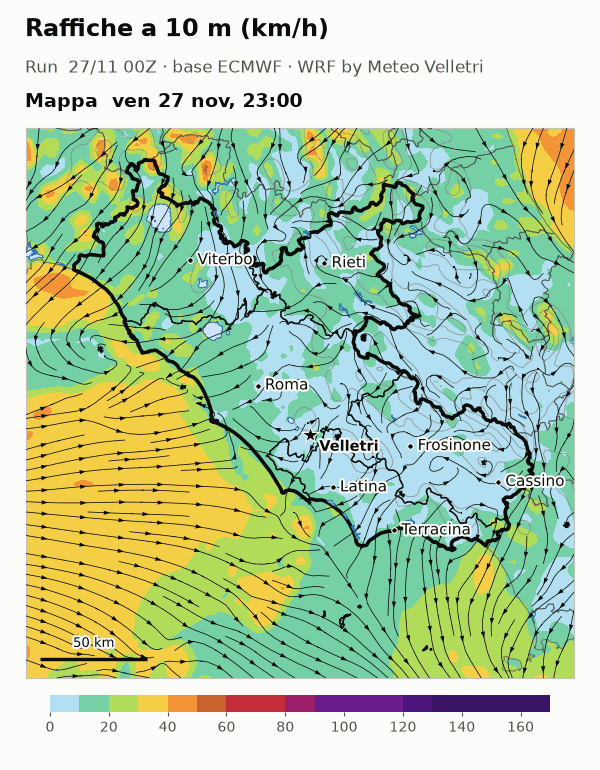 Raffiche a 10 m (km/h)
Run  27/11 00Z · base ECMWF · WRF by Meteo Velletri
Mappa  ven 27 nov, 23:00
Viterbo
Rieti
Roma
Velletri
Frosinone
Latina
Cassino
Terracina
50 km
0 20 40 60 80 100 120 140 160